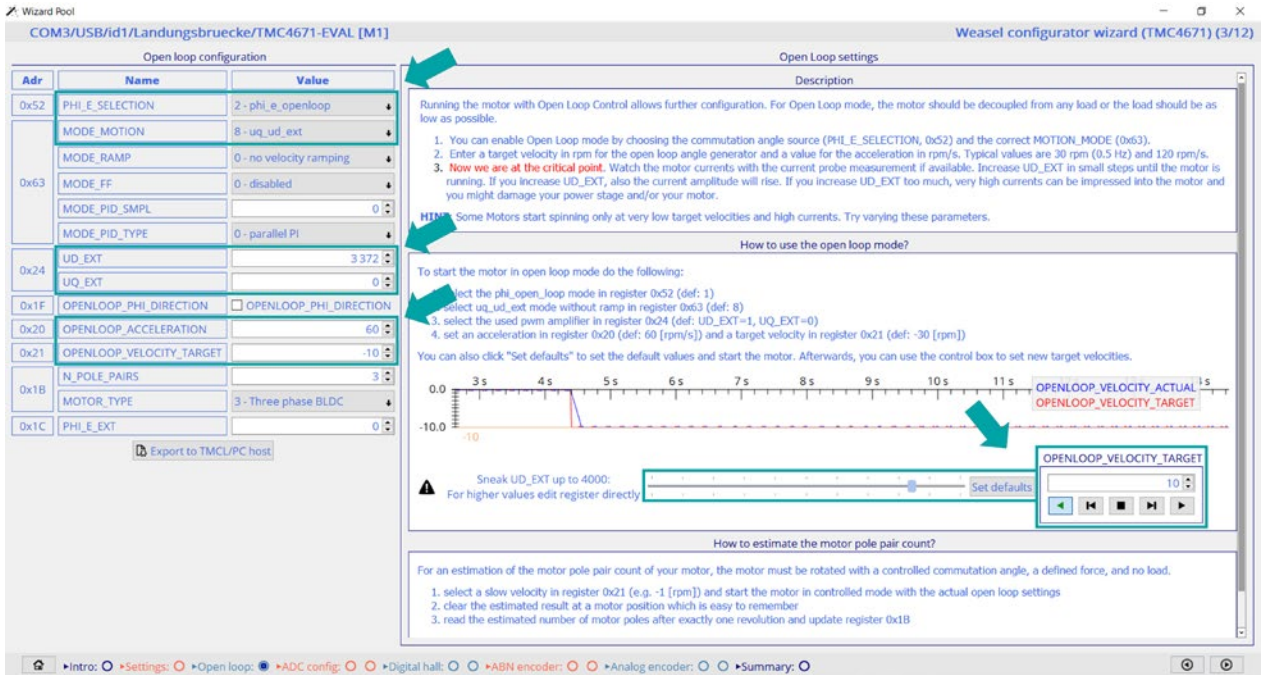 Wizard Pool
COM3/USB/id1/Landungsbruecke/TMC4671-EVAL [M1]
Weasel configurator wizard (TMC4671) (3/12)
Open loop configuration
Adr Name Value
0x52 PHI_E_SELECTION 2 - phi_e_openloop
0x63 MODE_MOTION 8 - uq_ud_ext
MODE_RAMP 0 - no velocity ramping
MODE_FF 0 - disabled
MODE_PID_SMPL 0
MODE_PID_TYPE 0 - parallel PI
0x24 UD_EXT 3 372
UQ_EXT 0
0x1F OPENLOOP_PHI_DIRECTION OPENLOOP_PHI_DIRECTION
0x20 OPENLOOP_ACCELERATION 60
0x21 OPENLOOP_VELOCITY_TARGET -10
0x1B N_POLE_PAIRS 3
MOTOR_TYPE 3 - Three phase BLDC
0x1C PHI_E_EXT 0
Export to TMCL/PC host
Open Loop settings
Description
Running the motor with Open Loop Control allows further configuration. For Open Loop mode, the motor should be decoupled from any load or the load should be as
low as possible.
1. You can enable Open Loop mode by choosing the commutation angle source (PHI_E_SELECTION, 0x52) and the correct MOTION_MODE (0x63).
2. Enter a target velocity in rpm for the open loop angle generator and a value for the acceleration in rpm/s. Typical values are 30 rpm (0.5 Hz) and 120 rpm/s.
3. Now we are at the critical point. Watch the motor currents with the current probe measurement if available. Increase UD_EXT in small steps until the motor is
running. If you increase UD_EXT, also the current amplitude will rise. If you increase UD_EXT too much, very high currents can be impressed into the motor and
you might damage your power stage and/or your motor.
Some Motors start spinning only at very low target velocities and high currents. Try varying these parameters.
How to use the open loop mode?
To start the motor in open loop mode do the following:
select the phi_open_loop mode in register 0x52 (def: 1)
select uq_ud_ext mode without ramp in register 0x63 (def: 8)
3. select the used pwm amplifier in register 0x24 (def: UD_EXT=1, UQ_EXT=0)
4. set an acceleration in register 0x20 (def: 60 [rpm/s]) and a target velocity in register 0x21 (def: -30 [rpm])
You can also click "Set defaults" to set the default values and start the motor. Afterwards, you can use the control box to set new target velocities.
3 s 4 s 5 s 6 s 7 s 8 s 9 s 10 s 11 s
0.0
OPENLOOP_VELOCITY_ACTUAL
OPENLOOP_VELOCITY_TARGET
-10.0
-10
Sneak UD_EXT up to 4000:
For higher values edit register directly
Set defaults
OPENLOOP_VELOCITY_TARGET
10
How to estimate the motor pole pair count?
For an estimation of the motor pole pair count of your motor, the motor must be rotated with a controlled commutation angle, a defined force, and no load.
1. select a slow velocity in register 0x21 (e.g. -1 [rpm]) and start the motor in controlled mode with the actual open loop settings
2. clear the estimated result at a motor position which is easy to remember
3. read the estimated number of motor poles after exactly one revolution and update register 0x1B
Intro: Settings: Open loop: ADC config: Digital hall: ABN encoder: Analog encoder: Summary: